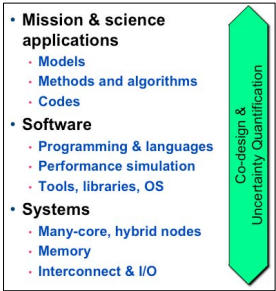 • Mission & science
applications
• Models
• Methods and algorithms
• Codes
• Software
• Programming & languages
• Performance simulation
• Tools, libraries, OS
• Systems
• Many-core, hybrid nodes
• Memory
• Interconnect & I/O
Co-design &
Uncertainty Quantification